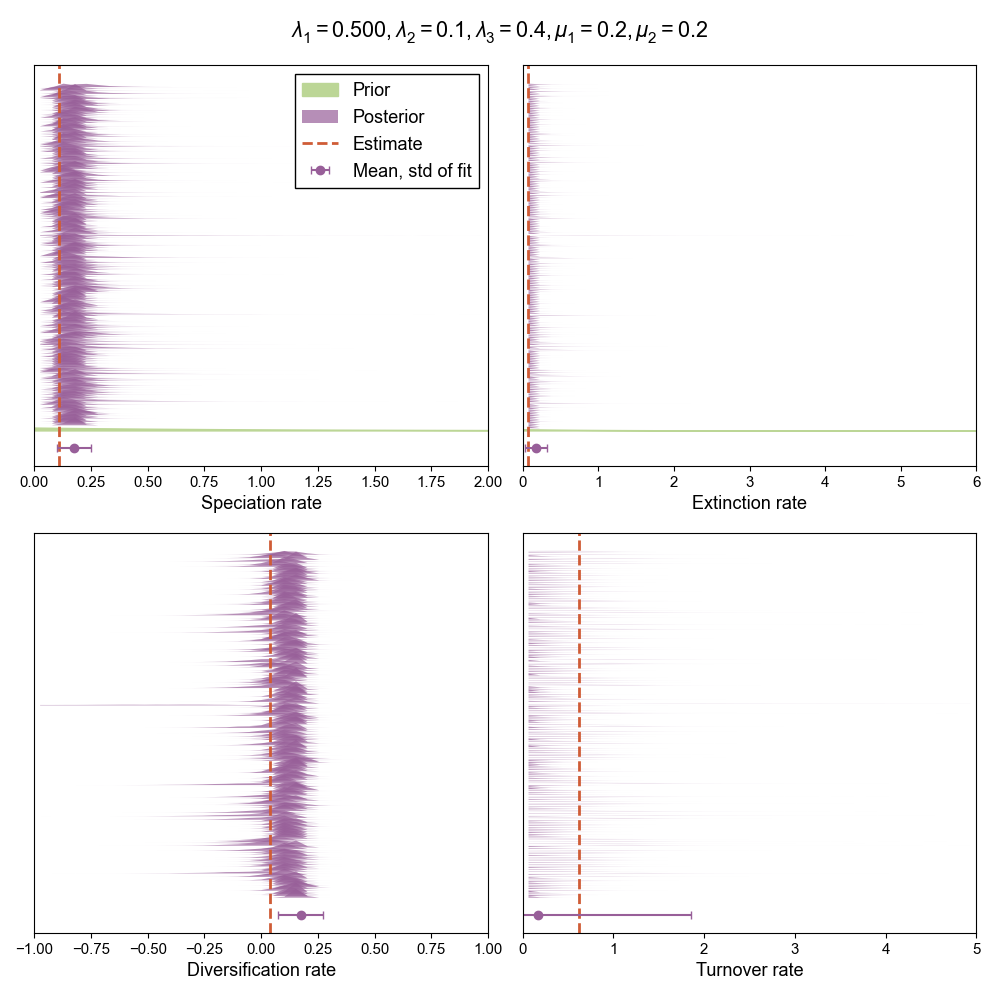 λ₁ = 0.500, λ₂ = 0.1, λ₃ = 0.4, μ₁ = 0.2, μ₂ = 0.2
Prior
Posterior
Estimate
Mean, std of fit
0.00 0.25 0.50 0.75 1.00 1.25 1.50 1.75 2.00
Speciation rate
0 1 2 3 4 5 6
Extinction rate
−1.00 −0.75 −0.50 −0.25 0.00 0.25 0.50 0.75 1.00
Diversification rate
0 1 2 3 4 5
Turnover rate